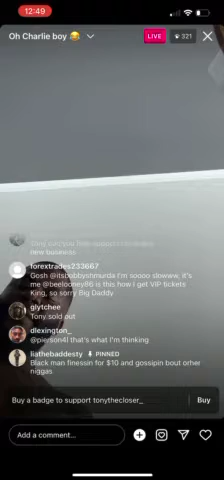 12:49
Oh Charlie boy 😂
LIVE
321
new business
forextrades233667
Gosh @itspobbyshmurda I'm soooo slowww, it's
me @beelooney86 is this how I get VIP tickets
King, so sorry Big Daddy
glytchee
Tony sold out
dlexington_
@pierson4l that's what I'm thinking
liathebaddesty PINNED
Black man finessin for $10 and gossipin bout orher
niggas
Buy a badge to support tonythecloser_
Buy
Add a comment...